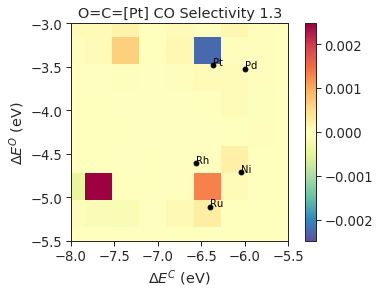 O=C=[Pt] CO Selectivity 1.3
ΔE^O (eV)
−3.0
−3.5
−4.0
−4.5
−5.0
−5.5
Pt
Pd
Rh
Ni
Ru
−8.0 −7.5 −7.0 −6.5 −6.0 −5.5
ΔE^C (eV)
0.002
0.001
0.000
−0.001
−0.002